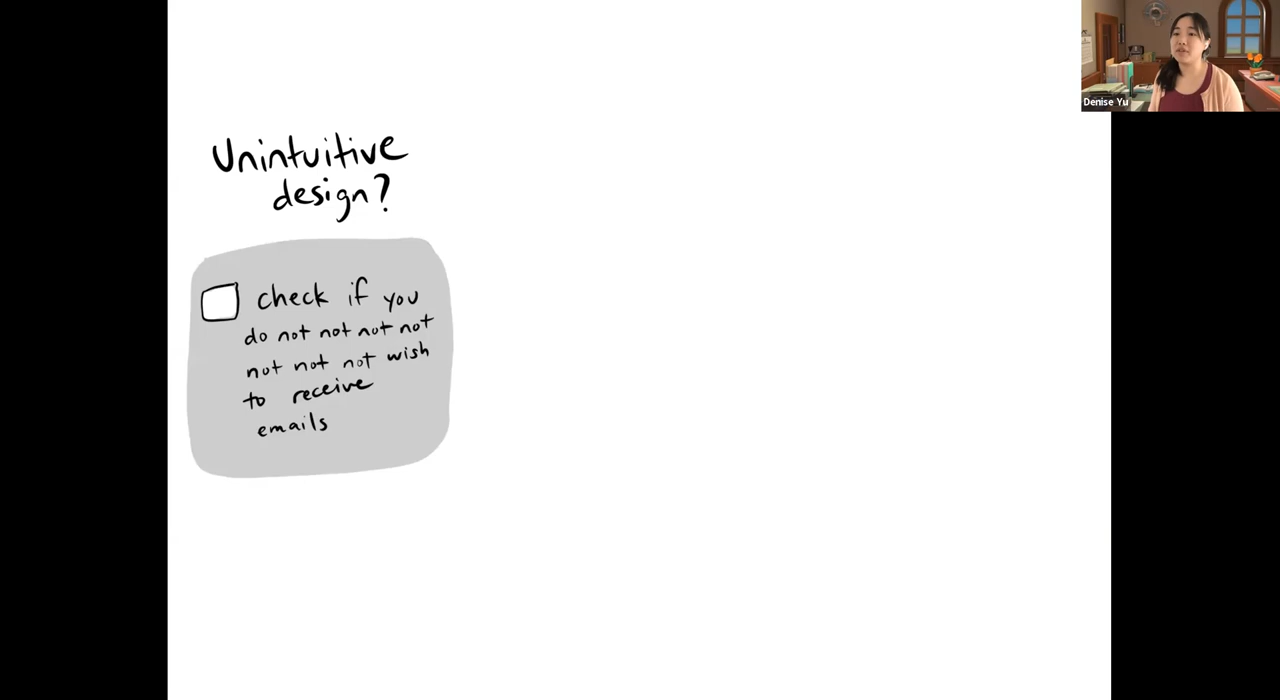 Unintuitive
design?
check if you
do not not not not
not not not wish
to receive
emails
Denise Yu